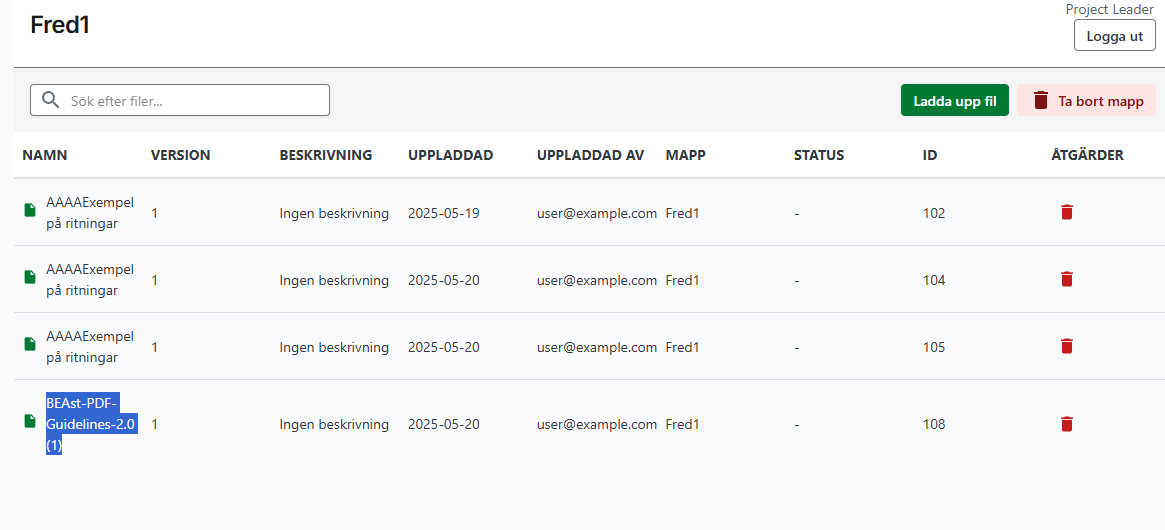 Project Leader
Fred1
Logga ut
Sök efter filer...
Ladda upp fil
Ta bort mapp
NAMN VERSION BESKRIVNING UPPLADDAD UPPLADDAD AV MAPP STATUS ID ÅTGÄRDER
AAAAExempel
på ritningar
1 Ingen beskrivning 2025-05-19 user@example.com Fred1 - 102
AAAAExempel
på ritningar
1 Ingen beskrivning 2025-05-20 user@example.com Fred1 - 104
AAAAExempel
på ritningar
1 Ingen beskrivning 2025-05-20 user@example.com Fred1 - 105
BEAst-PDF-
Guidelines-2.0
(1)
1 Ingen beskrivning 2025-05-20 user@example.com Fred1 - 108